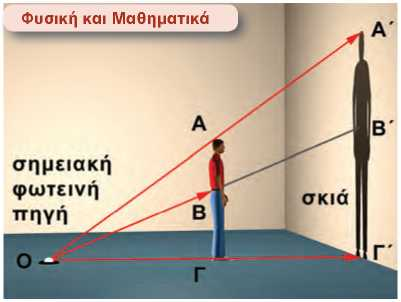 Φυσική και Μαθηματικά
Α΄
Α
Β΄
σημειακή
φωτεινή
πηγή
Β
σκιά
Ο
Γ
Γ΄